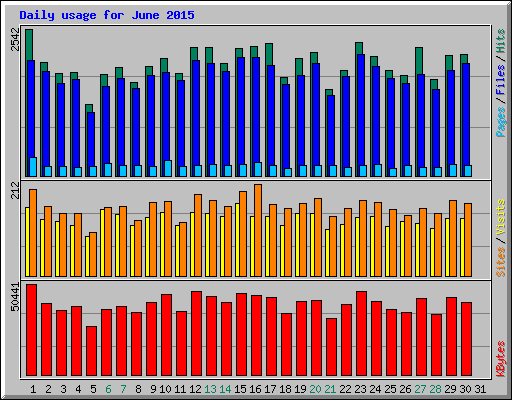 Daily usage for June 2015
2542
Pages / Files / Hits
212
Sites / Visits
50441
KBytes
1 2 3 4 5 6 7 8 9 10 11 12 13 14 15 16 17 18 19 20 21 22 23 24 25 26 27 28 29 30 31